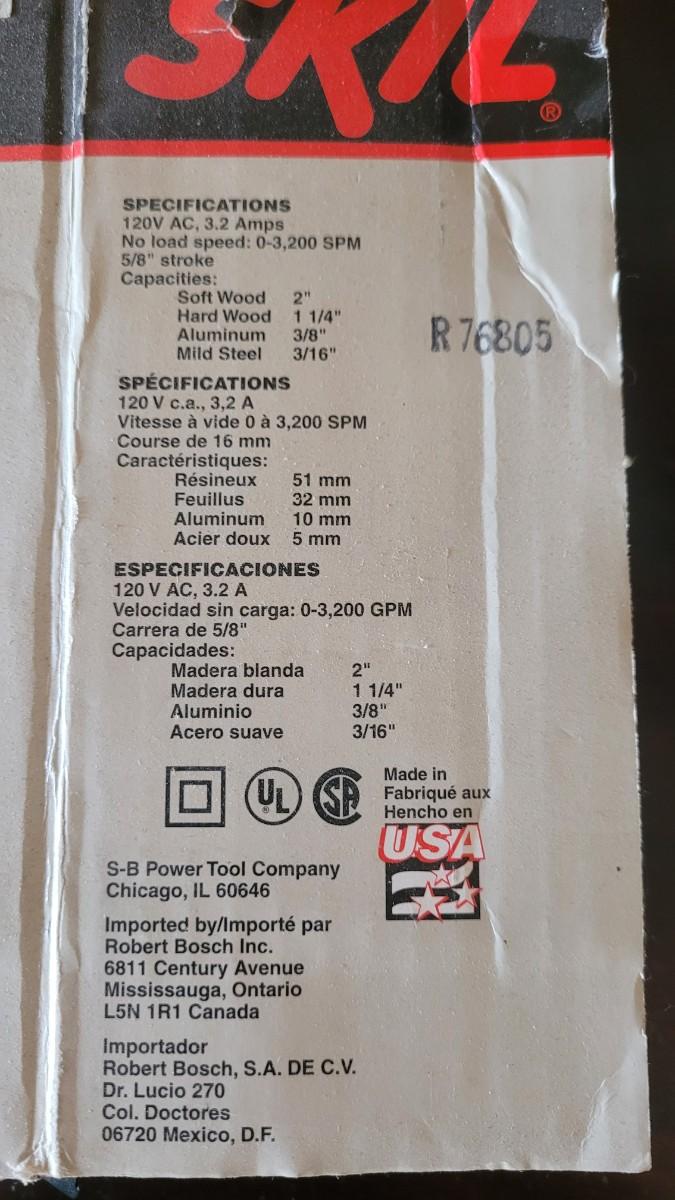 SKIL®
SPECIFICATIONS
120V AC, 3.2 Amps
No load speed: 0-3,200 SPM
5/8" stroke
Capacities:
Soft Wood 2"
Hard Wood 1 1/4"
Aluminum 3/8"
Mild Steel 3/16"
R 76805
SPÉCIFICATIONS
120 V c.a., 3,2 A
Vitesse à vide 0 à 3,200 SPM
Course de 16 mm
Caractéristiques:
Résineux 51 mm
Feuillus 32 mm
Aluminum 10 mm
Acier doux 5 mm
ESPECIFICACIONES
120 V AC, 3.2 A
Velocidad sin carga: 0-3,200 GPM
Carrera de 5/8"
Capacidades:
Madera blanda 2"
Madera dura 1 1/4"
Aluminio 3/8"
Acero suave 3/16"
UL®
SA
Made in
Fabriqué aux
Hencho en
USA
S-B Power Tool Company
Chicago, IL 60646
Imported by/Importé par
Robert Bosch Inc.
6811 Century Avenue
Mississauga, Ontario
L5N 1R1 Canada
Importador
Robert Bosch, S.A. DE C.V.
Dr. Lucio 270
Col. Doctores
06720 Mexico, D.F.